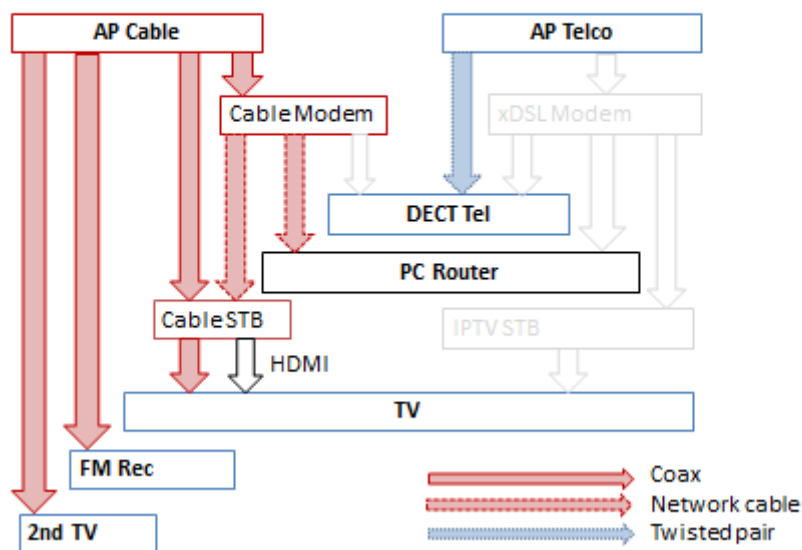 AP Cable
AP Telco
Cable Modem
xDSL Modem
DECT Tel
PC Router
Cable STB
IPTV STB
HDMI
TV
FM Rec
Coax
Network cable
2nd TV
Twisted pair